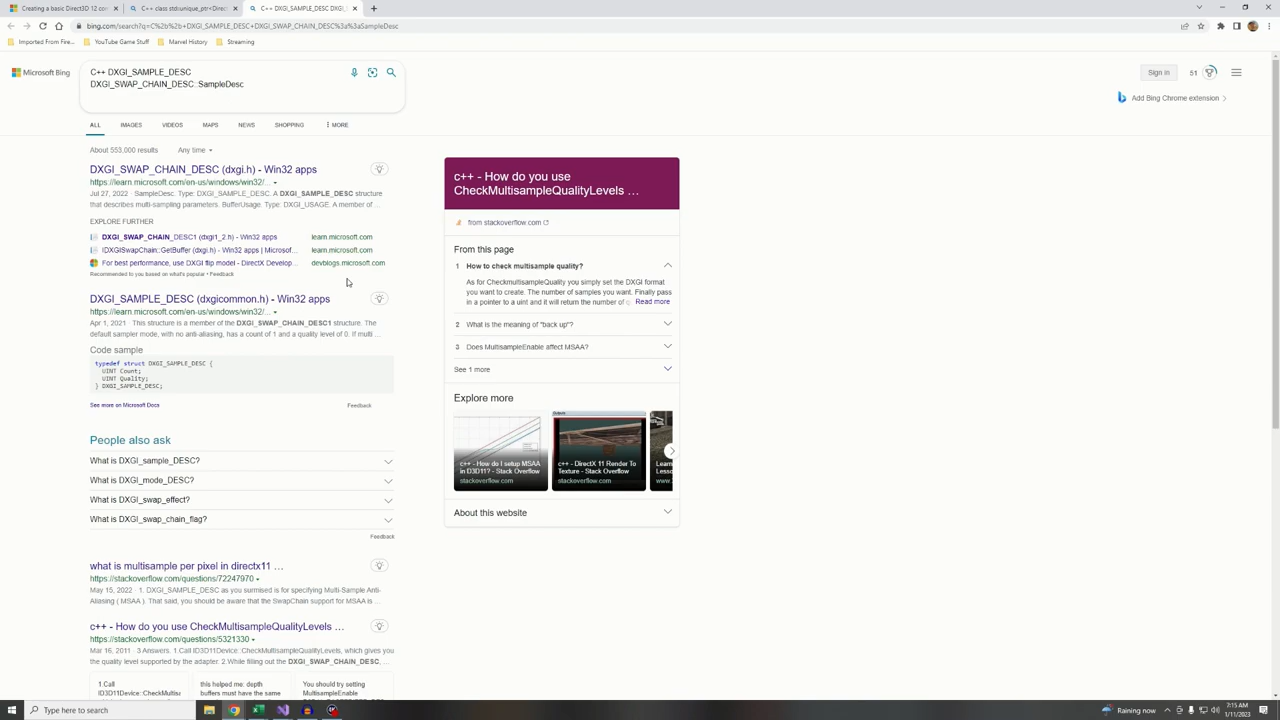 Creating a basic Direct3D 12 con
C++ class std::unique_ptr<Direct
C++ DXGI_SAMPLE_DESC DXGI_SW
bing.com/search?q=C%2b%2b+DXGI_SAMPLE_DESC+DXGI_SWAP_CHAIN_DESC%3a%3aSampleDesc
Imported From Fire...
YouTube Game Stuff
Marvel History
Streaming
Microsoft Bing
C++ DXGI_SAMPLE_DESC
DXGI_SWAP_CHAIN_DESC::SampleDesc
Sign in
51
Add Bing Chrome extension
ALL
IMAGES
VIDEOS
MAPS
NEWS
SHOPPING
MORE
About 553,000 results
Any time
DXGI_SWAP_CHAIN_DESC (dxgi.h) - Win32 apps
https://learn.microsoft.com/en-us/windows/win32/...
Jul 27, 2022 · SampleDesc. Type: DXGI_SAMPLE_DESC. A DXGI_SAMPLE_DESC structure
that describes multi-sampling parameters. BufferUsage. Type: DXGI_USAGE. A member of ...
EXPLORE FURTHER
DXGI_SWAP_CHAIN_DESC1 (dxgi1_2.h) - Win32 apps
learn.microsoft.com
IDXGISwapChain::GetBuffer (dxgi.h) - Win32 apps | Microsof...
learn.microsoft.com
For best performance, use DXGI flip model - DirectX Develop...
devblogs.microsoft.com
Recommended to you based on what's popular • Feedback
DXGI_SAMPLE_DESC (dxgicommon.h) - Win32 apps
https://learn.microsoft.com/en-us/windows/win32/...
Apr 1, 2021 · This structure is a member of the DXGI_SWAP_CHAIN_DESC1 structure. The
default sampler mode, with no anti-aliasing, has a count of 1 and a quality level of 0. If multi ...
Code sample
typedef struct DXGI_SAMPLE_DESC {
UINT Count;
UINT Quality;
} DXGI_SAMPLE_DESC;
See more on Microsoft Docs
Feedback
People also ask
What is DXGI_sample_DESC?
What is DXGI_mode_DESC?
What is DXGI_swap_effect?
What is DXGI_swap_chain_flag?
Feedback
what is multisample per pixel in directx11 ...
https://stackoverflow.com/questions/72247970
May 15, 2022 · 1. DXGI_SAMPLE_DESC as you surmised is for specifying Multi-Sample Anti-
Aliasing ( MSAA ). That said, you should be aware that the SwapChain support for MSAA is ...
c++ - How do you use CheckMultisampleQualityLevels ...
https://stackoverflow.com/questions/5321330
Mar 16, 2011 · 3 Answers. 1.Call ID3D11Device::CheckMultisampleQualityLevels, which gives you
the quality level supported by the adapter. 2.While filling out the DXGI_SWAP_CHAIN_DESC,
1.Call
ID3D11Device::CheckMultisa
this helped me: depth
buffers must have the same
You should try setting
MultisampleEnable
c++ - How do you use
CheckMultisampleQualityLevels ...
from stackoverflow.com
From this page
1 How to check multisample quality?
As for CheckmultisampleQuality you simply set the DXGI format
you want to create. The number of samples you want. Finally pass
in a pointer to a uint and it will return the number of q Read more
2 What is the meaning of "back up"?
3 Does MultisampleEnable affect MSAA?
See 1 more
Explore more
c++ - How do I setup MSAA
in D3D11? - Stack Overflow
stackoverflow.com
c++ - DirectX 11 Render To
Texture - Stack Overflow
stackoverflow.com
Learn
Lesso
www.
About this website
Type here to search
Raining now
7:15 AM
1/11/2023